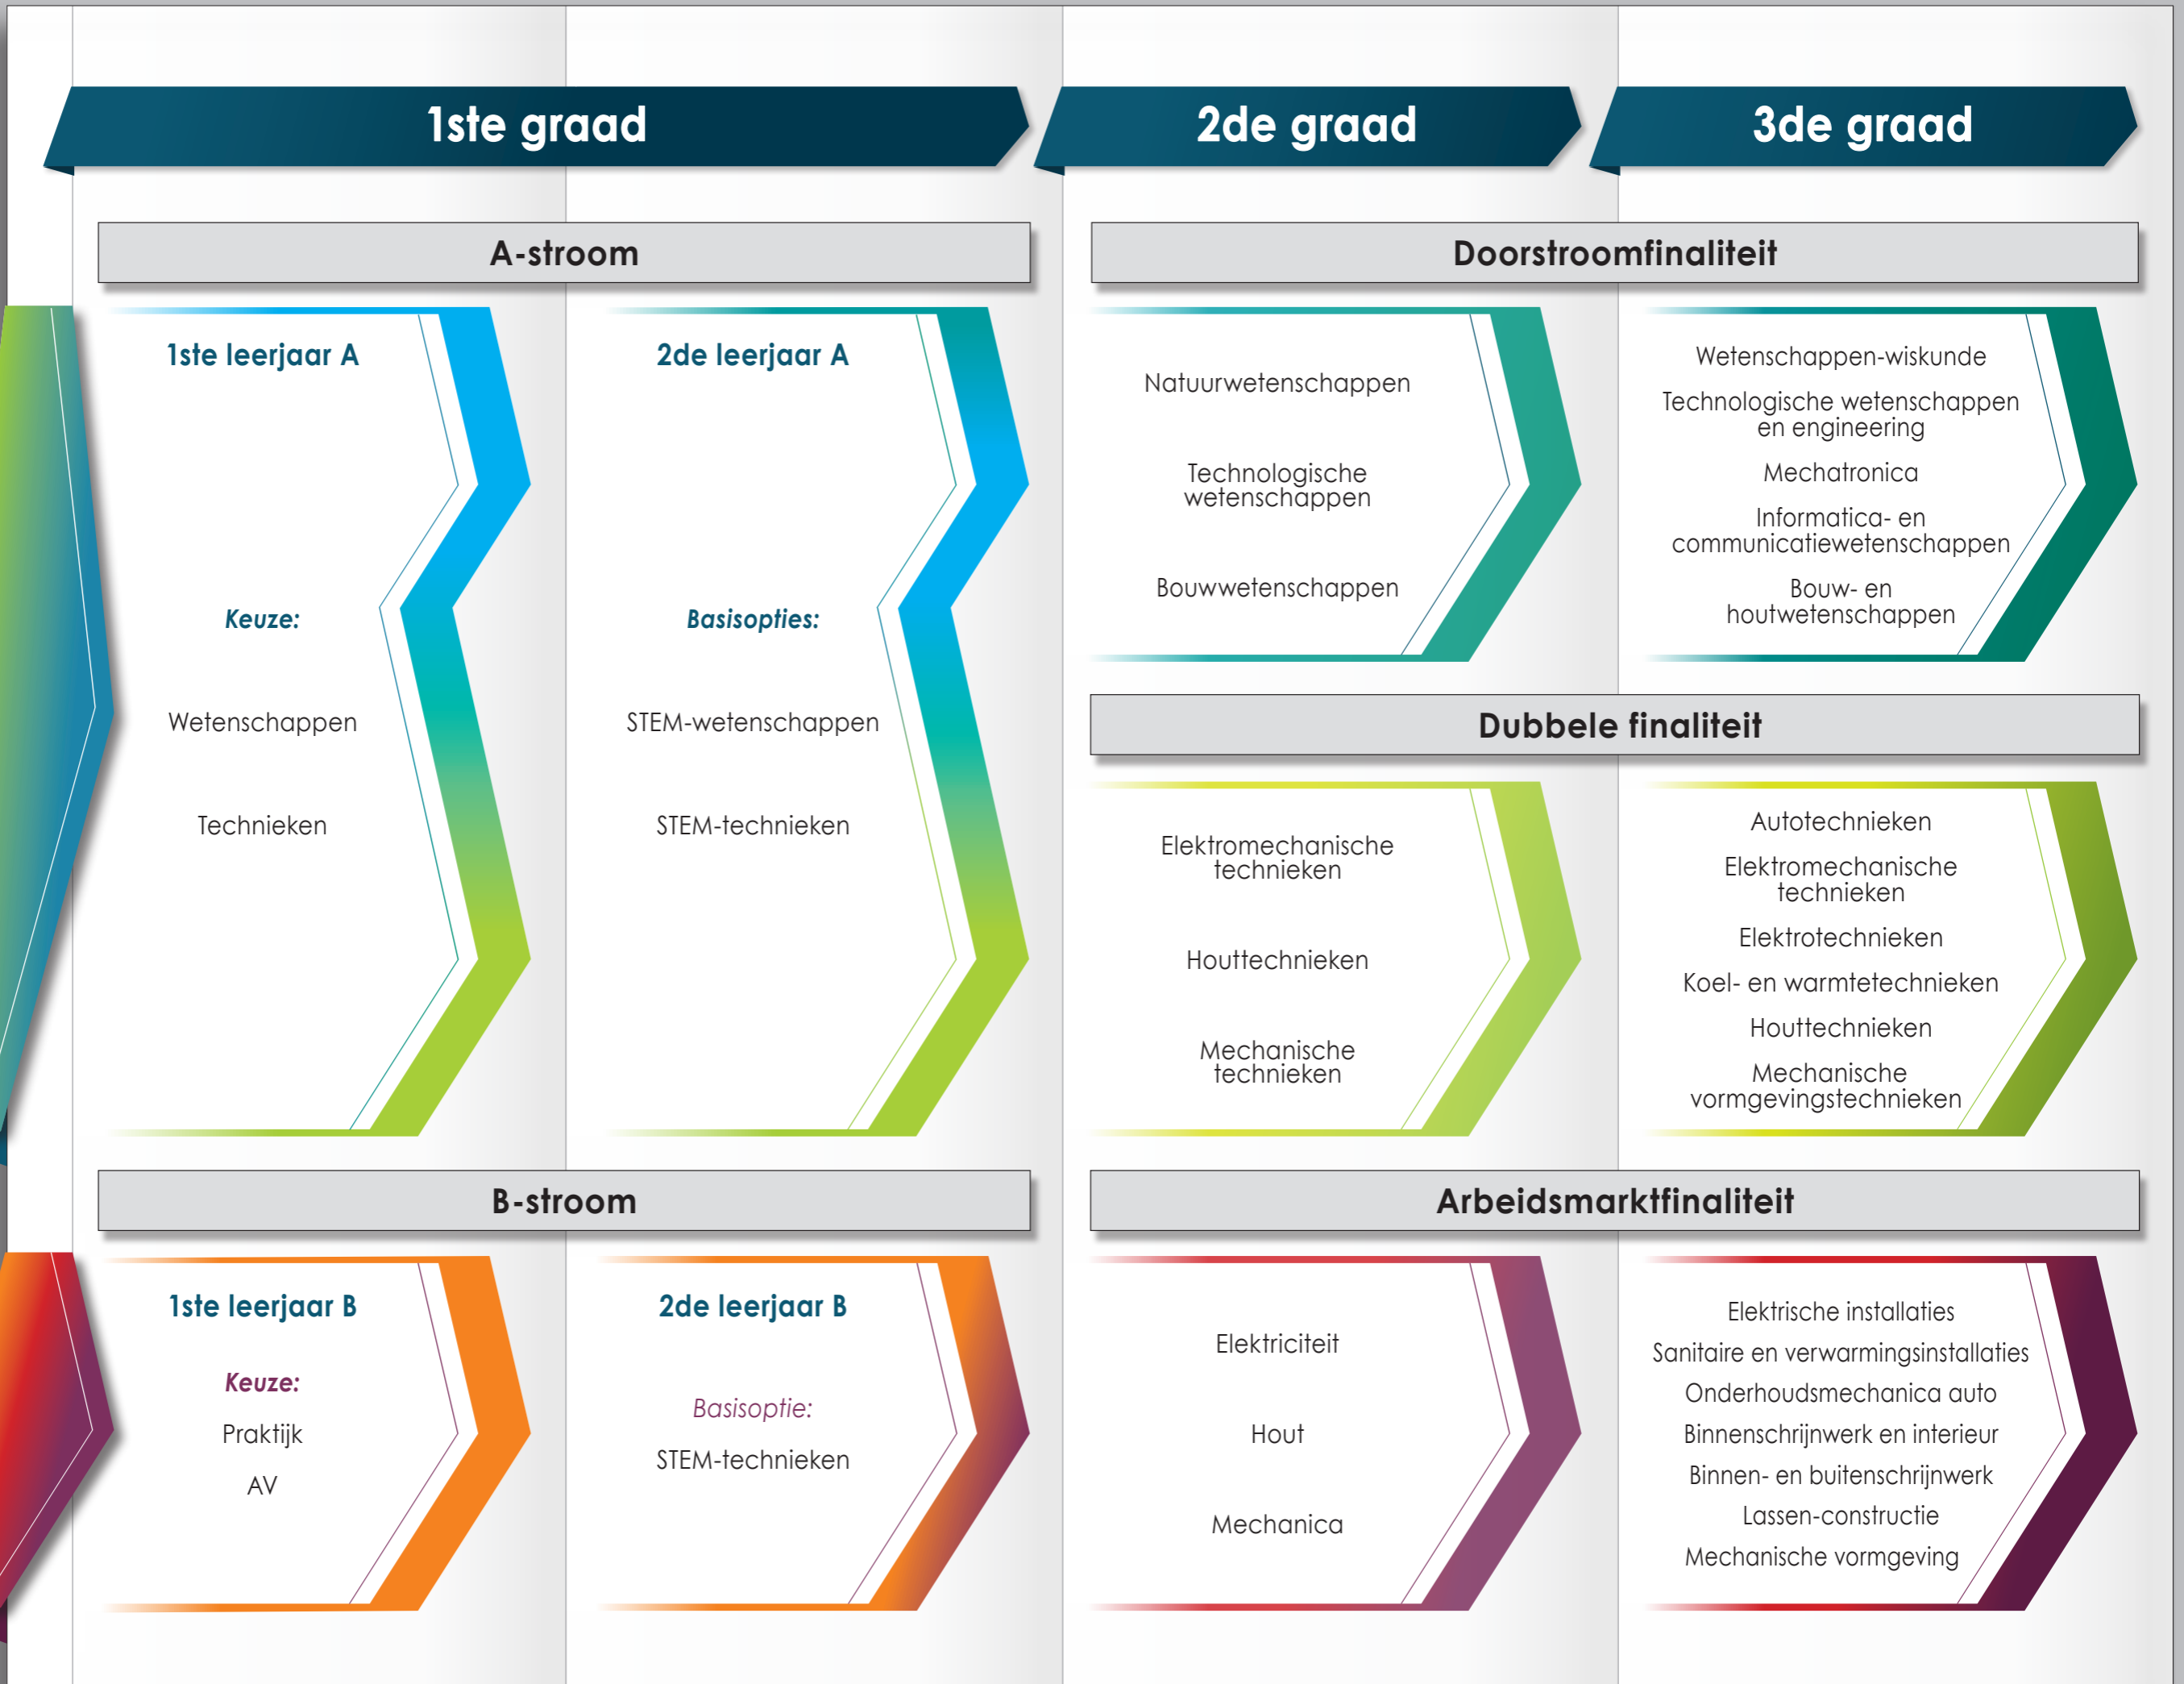 1ste graad
2de graad
3de graad
A-stroom
1ste leerjaar A
Keuze:
Wetenschappen
Technieken
2de leerjaar A
Basisopties:
STEM-wetenschappen
STEM-technieken
B-stroom
1ste leerjaar B
Keuze:
Praktijk
AV
2de leerjaar B
Basisoptie:
STEM-technieken
Doorstroomfinaliteit
Natuurwetenschappen
Technologische
wetenschappen
Bouwwetenschappen
Wetenschappen-wiskunde
Technologische wetenschappen
en engineering
Mechatronica
Informatica- en
communicatiewetenschappen
Bouw- en
houtwetenschappen
Dubbele finaliteit
Elektromechanische
technieken
Houttechnieken
Mechanische
technieken
Autotechnieken
Elektromechanische
technieken
Elektrotechnieken
Koel- en warmtetechnieken
Houttechnieken
Mechanische
vormgevingstechnieken
Arbeidsmarktfinaliteit
Elektriciteit
Hout
Mechanica
Elektrische installaties
Sanitaire en verwarmingsinstallaties
Onderhoudsmechanica auto
Binnenschrijnwerk en interieur
Binnen- en buitenschrijnwerk
Lassen-constructie
Mechanische vormgeving